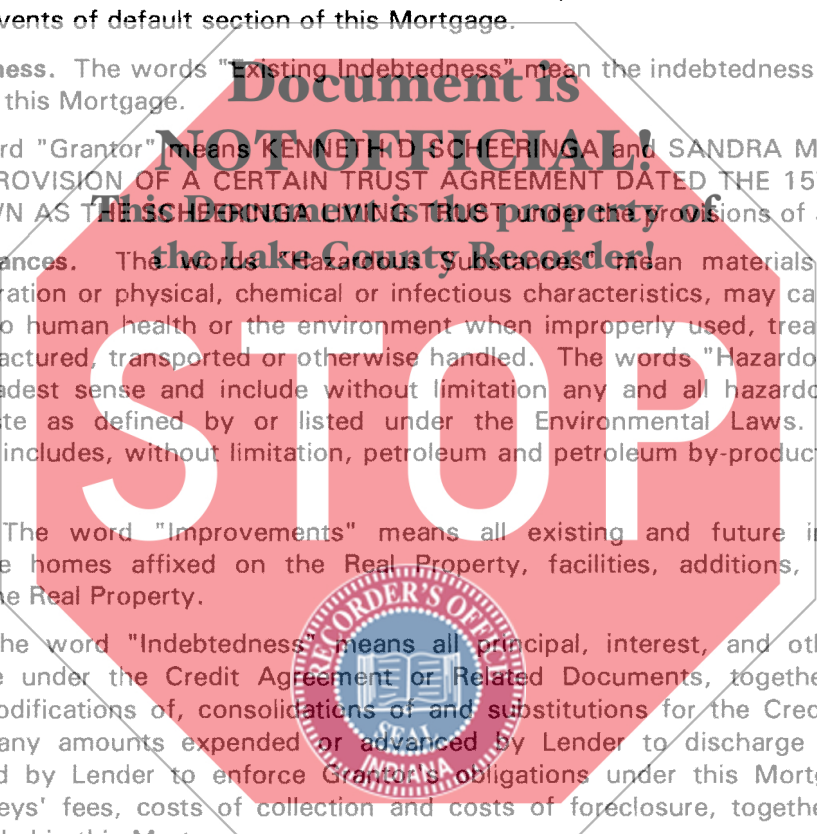 vents of default section of this Mortgage.
ness. The words "Existing Indebtedness" mean the indebtedness
this Mortgage.
Document is
NOT OFFICIAL!
This Document is the property of
the Lake County Recorder!
rd "Grantor" means KENNETH D SCHEERINGA and SANDRA M
ROVISION OF A CERTAIN TRUST AGREEMENT DATED THE 15
WN AS THE SCHEERINGA LIVING TRUST under the provisions of
ances. The words "Hazardous Substances" mean materials
ration or physical, chemical or infectious characteristics, may ca
o human health or the environment when improperly used, trea
actured, transported or otherwise handled. The words "Hazardo
adest sense and include without limitation any and all hazardo
ste as defined by or listed under the Environmental Laws.
includes, without limitation, petroleum and petroleum by-product
STOP
The word "Improvements" means all existing and future i
e homes affixed on the Real Property, facilities, additions,
he Real Property.
he word "Indebtedness" means all principal, interest, and oth
e under the Credit Agreement or Related Documents, togethe
odifications of, consolidations of and substitutions for the Cred
any amounts expended or advanced by Lender to discharge
d by Lender to enforce Grantor's obligations under this Mortg
eys' fees, costs of collection and costs of foreclosure, togethe
RECORDER'S OFFICE
SEAL
INDIANA